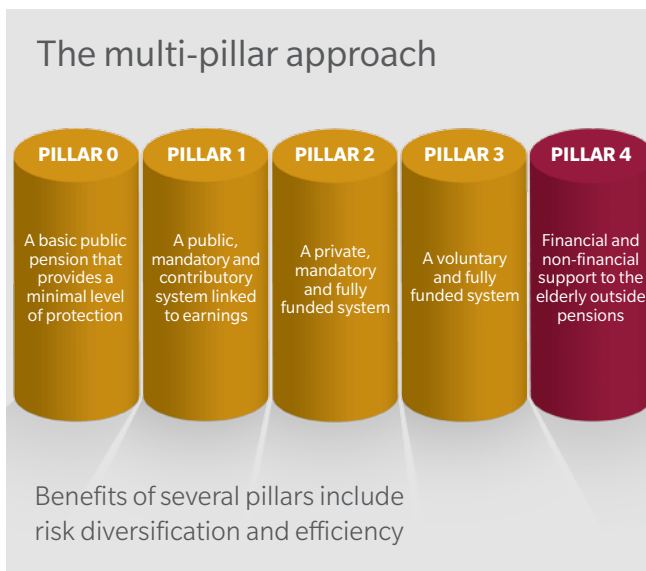 The multi-pillar approach
PILLAR 0
A basic public
pension that
provides a
minimal level
of protection
PILLAR 1
A public,
mandatory and
contributory
system linked
to earnings
PILLAR 2
A private,
mandatory
and fully
funded system
PILLAR 3
A voluntary
and fully
funded system
PILLAR 4
Financial and
non-financial
support to the
elderly outside
pensions
Benefits of several pillars include
risk diversification and efficiency